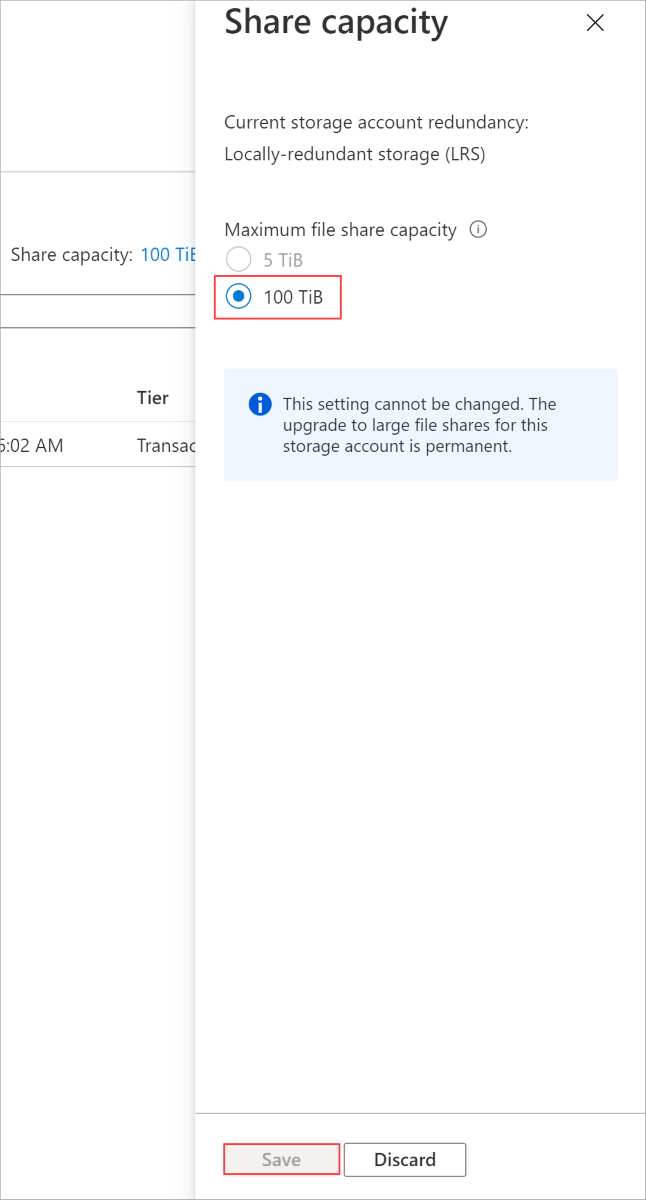 Share capacity
Current storage account redundancy:
Locally-redundant storage (LRS)
Maximum file share capacity
5 TiB
100 TiB
This setting cannot be changed. The
upgrade to large file shares for this
storage account is permanent.
Share capacity: 100 TiB
Tier
6:02 AM
Transac
Save
Discard